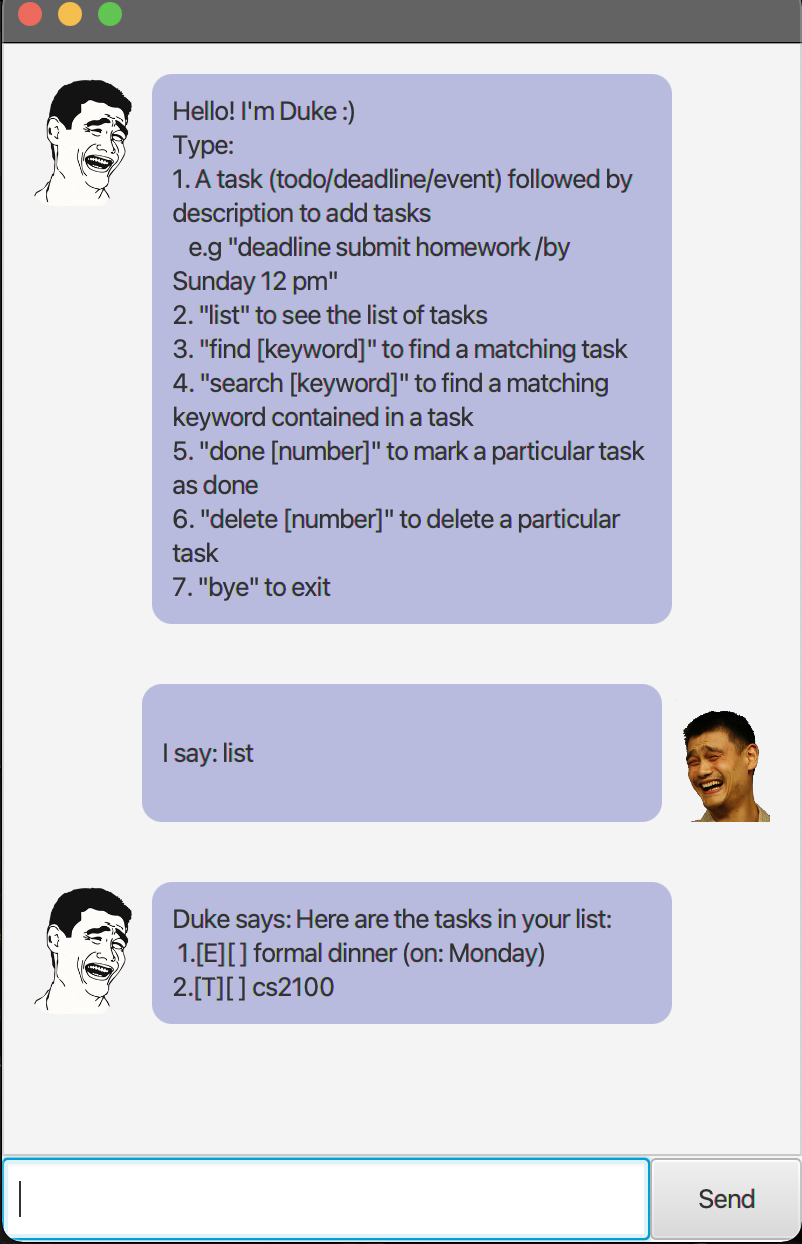 Hello! I'm Duke :)
Type:
1. A task (todo/deadline/event) followed by
description to add tasks
e.g "deadline submit homework /by
Sunday 12 pm"
2. "list" to see the list of tasks
3. "find [keyword]" to find a matching task
4. "search [keyword]" to find a matching
keyword contained in a task
5. "done [number]" to mark a particular task
as done
6. "delete [number]" to delete a particular
task
7. "bye" to exit
I say: list
Duke says: Here are the tasks in your list:
1.[E][ ] formal dinner (on: Monday)
2.[T][ ] cs2100
Send